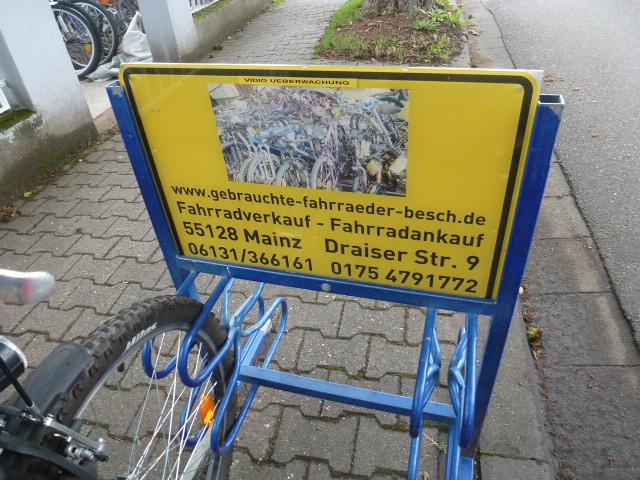 VIDIO UEBERWACHUNG
www.gebrauchte-fahrraeder-besch.de
Fahrradverkauf - Fahrradankauf
55128 Mainz Draiser Str. 9
06131/366161 0175 4791772